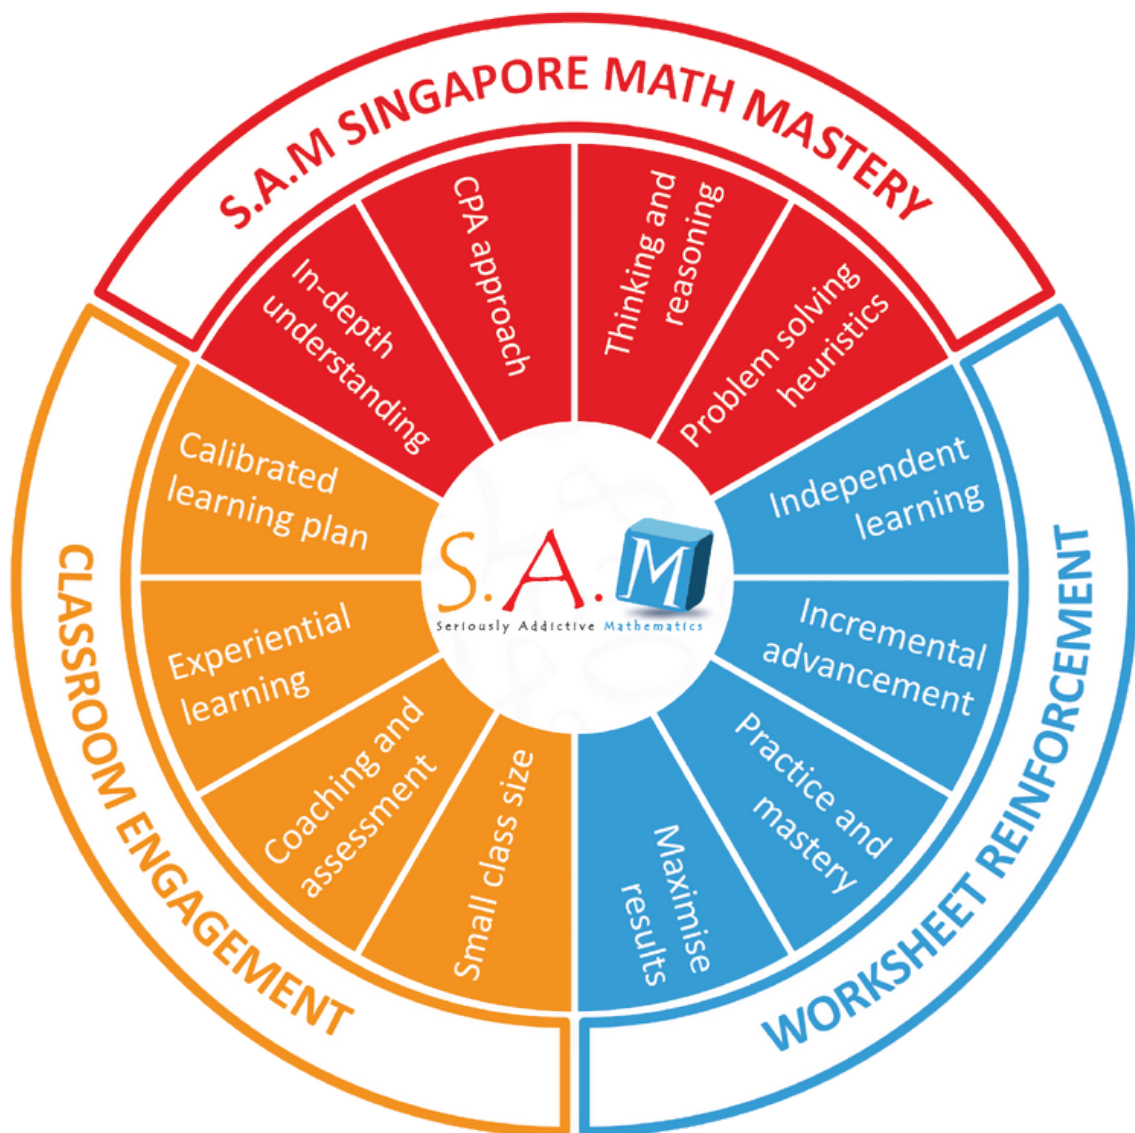 S.A.M SINGAPORE MATH MASTERY
In-depth
understanding
CPA approach
Thinking and
reasoning
Problem solving
heuristics
WORKSHEET REINFORCEMENT
Independent
learning
Incremental
advancement
Practice and
mastery
Maximise
results
CLASSROOM ENGAGEMENT
Calibrated
learning plan
Experiential
learning
Coaching and
assessment
Small class size
S.A.M
Seriously Addictive Mathematics